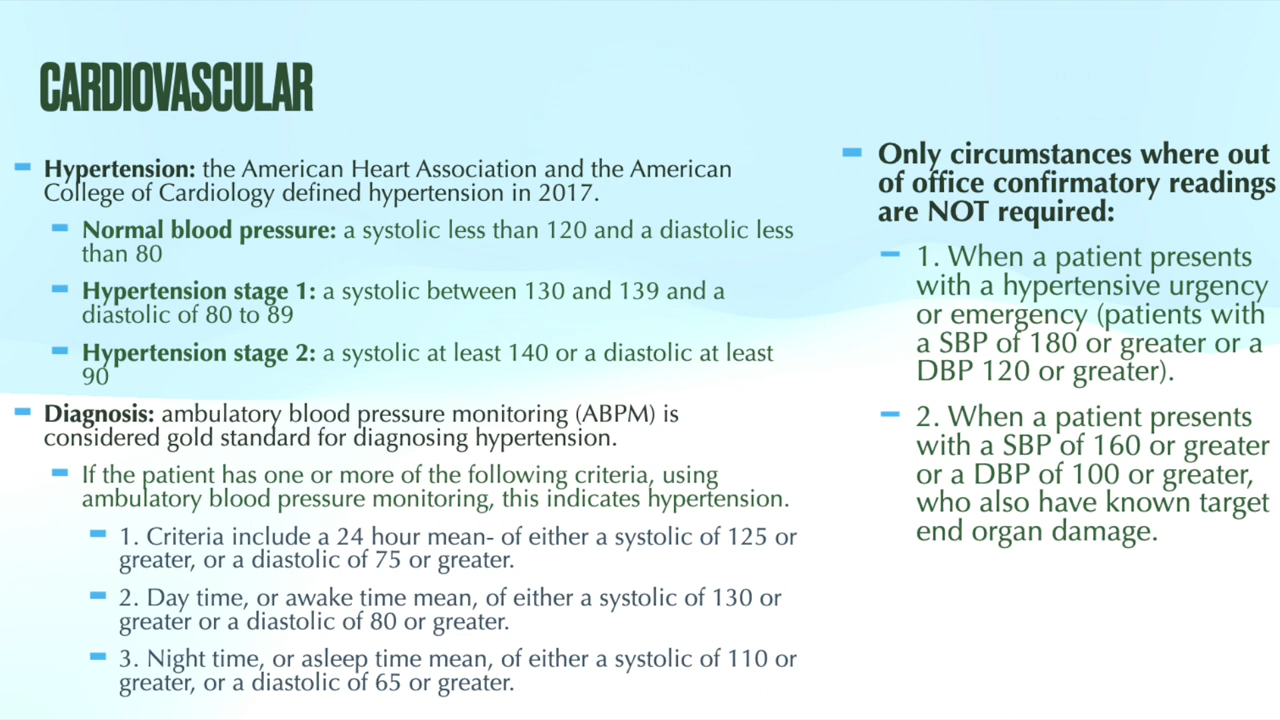 CARDIOVASCULAR
Hypertension: the American Heart Association and the American
College of Cardiology defined hypertension in 2017.
Normal blood pressure: a systolic less than 120 and a diastolic less
than 80
Hypertension stage 1: a systolic between 130 and 139 and a
diastolic of 80 to 89
Hypertension stage 2: a systolic at least 140 or a diastolic at least
90
Diagnosis: ambulatory blood pressure monitoring (ABPM) is
considered gold standard for diagnosing hypertension.
If the patient has one or more of the following criteria, using
ambulatory blood pressure monitoring, this indicates hypertension.
1. Criteria include a 24 hour mean- of either a systolic of 125 or
greater, or a diastolic of 75 or greater.
2. Day time, or awake time mean, of either a systolic of 130 or
greater or a diastolic of 80 or greater.
3. Night time, or asleep time mean, of either a systolic of 110 or
greater, or a diastolic of 65 or greater.
Only circumstances where out
of office confirmatory readings
are NOT required:
1. When a patient presents
with a hypertensive urgency
or emergency (patients with
a SBP of 180 or greater or a
DBP 120 or greater).
2. When a patient presents
with a SBP of 160 or greater
or a DBP of 100 or greater,
who also have known target
end organ damage.